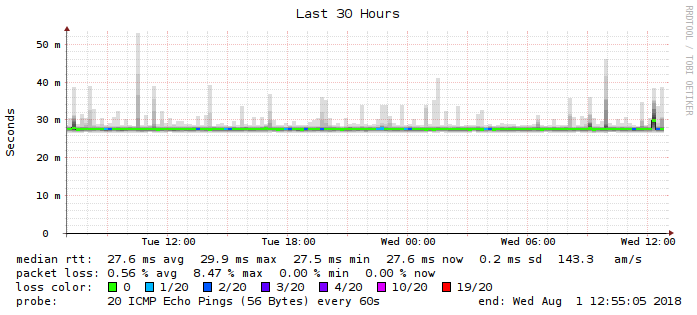 Last 30 Hours
RRDTOOL / TOBI OETIKER
Seconds
50 m
40 m
30 m
20 m
10 m
0
Tue 12:00 Tue 18:00 Wed 00:00 Wed 06:00 Wed 12:00
median rtt: 27.6 ms avg 29.9 ms max 27.5 ms min 27.6 ms now 0.2 ms sd 143.3 am/s
packet loss: 0.56 % avg 8.47 % max 0.00 % min 0.00 % now
loss color: 0 1/20 2/20 3/20 4/20 10/20 19/20
probe: 20 ICMP Echo Pings (56 Bytes) every 60s end: Wed Aug 1 12:55:05 2018